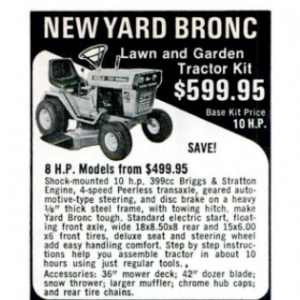 NEW YARD BRONC
Lawn and Garden
Tractor Kit
$599.95
Base Kit Price
10 H.P.
SAVE!
8 H.P. Models from $499.95
Shock-mounted 10 h.p. 399cc Briggs & Stratton
Engine, 4-speed Peerless transaxle, geared auto-
motive-type steering, and disc brake on a heavy
⅛" thick steel frame, with towing hitch, make
Yard Bronc tough. Standard electric start, float-
ing front axle, wide 18x8.50x8 rear and 15x6.00
x6 front tires, deluxe seat and steering wheel
add easy handling comfort. Step by step instruc-
tions help you assemble tractor in about 10
hours using just regular tools.
Accessories: 36" mower deck; 42" dozer blade;
snow thrower; larger muffler; chrome hub caps;
and rear tire chains.